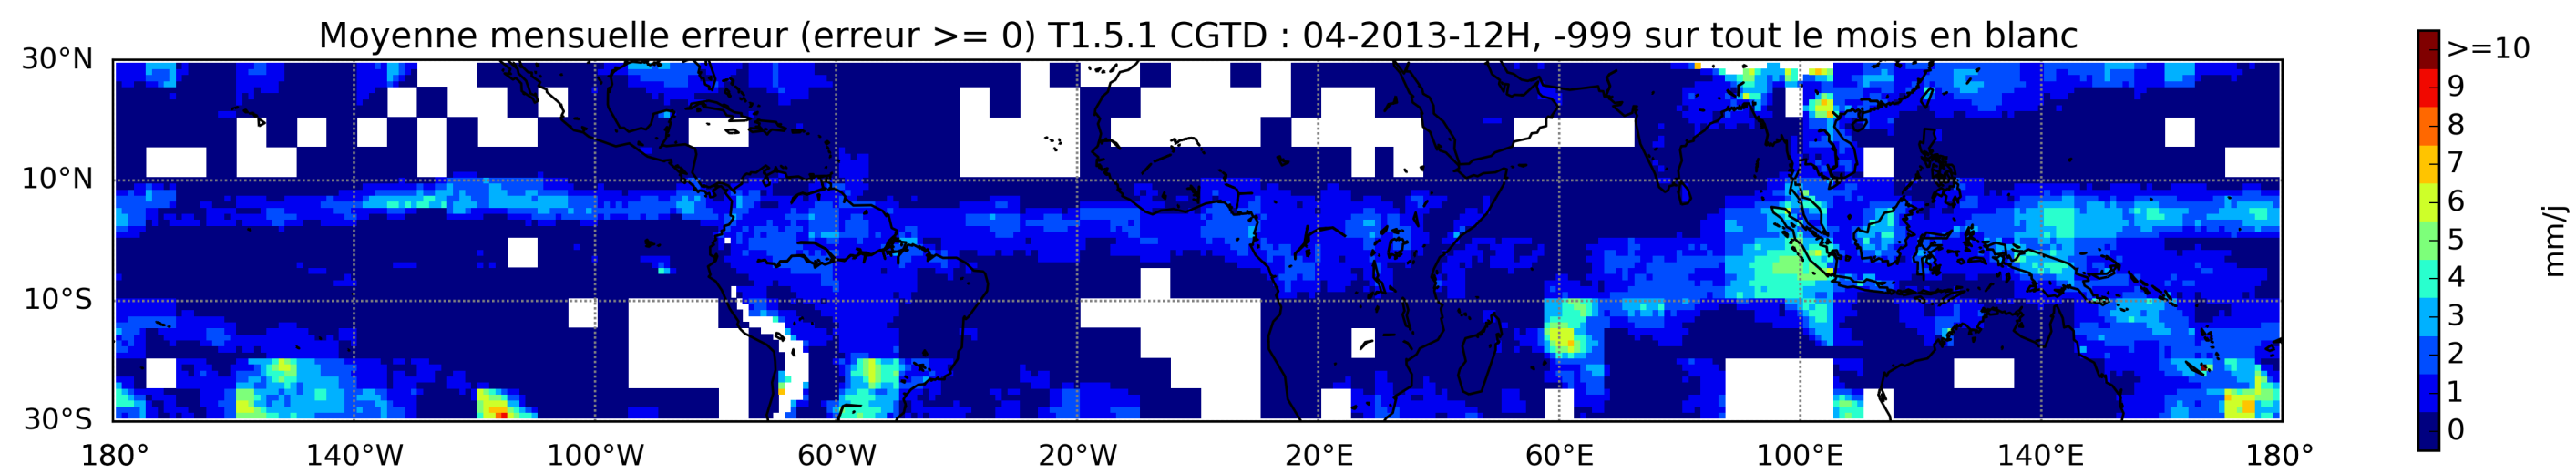 Moyenne mensuelle erreur (erreur >= 0) T1.5.1 CGTD : 04-2013-12H, -999 sur tout le mois en blanc
30°N
10°N
10°S
30°S
180° 140°W 100°W 60°W 20°W 20°E 60°E 100°E 140°E 180°
>=10
9
8
7
6
5
4
3
2
1
0
mm/j